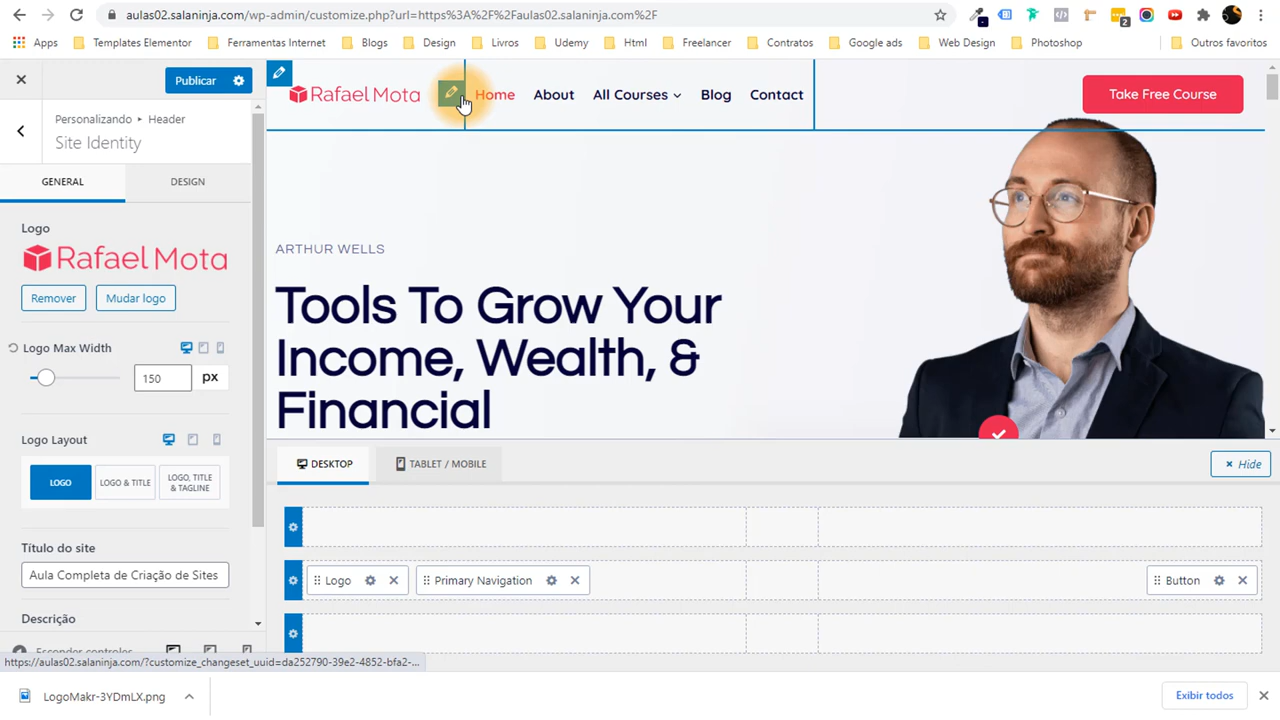 aulas02.salaninja.com/wp-admin/customize.php?url=https%3A%2F%2Faulas02.salaninja.com%2F
Apps Templates Elementor Ferramentas Internet Blogs Design Livros Udemy Html Freelancer Contratos Google ads Web Design Photoshop Outros favoritos
Publicar
Personalizando Header
Site Identity
GENERAL DESIGN
Logo
Rafael Mota
Remover Mudar logo
Logo Max Width
150 px
Logo Layout
LOGO LOGO & TITLE LOGO, TITLE & TAGLINE
Título do site
Aula Completa de Criação de Sites
Descrição
Esconder controles
Rafael Mota Home About All Courses Blog Contact Take Free Course
ARTHUR WELLS
Tools To Grow Your
Income, Wealth, &
Financial
DESKTOP TABLET / MOBILE × Hide
Logo Primary Navigation Button
https://aulas02.salaninja.com/?customize_changeset_uuid=da252790-39e2-4852-bfa2-...
LogoMakr-3YDmLX.png Exibir todos